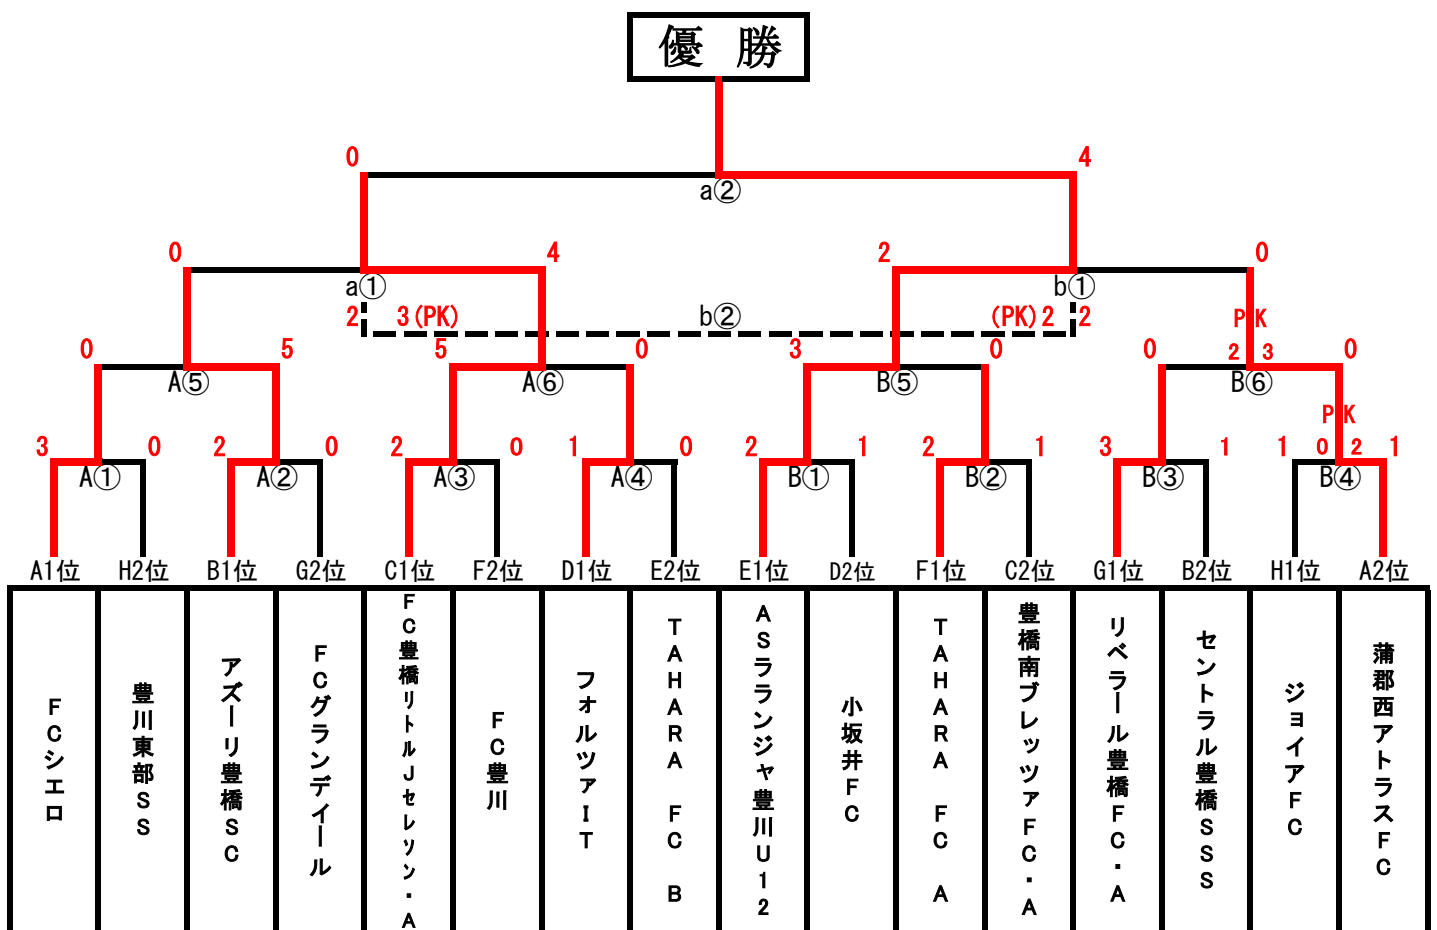 優 勝
0 4
a②
0 4 2 0
a① b①
2 3(PK) b② (PK)2 2
PK
0 5 5 0 3 0 0 2 3 0
A⑤ A⑥ B⑤ B⑥
PK
3 0 2 0 2 0 1 0 2 1 2 1 3 1 1 0 2 1
A① A② A③ A④ B① B② B③ B④
A1位 H2位 B1位 G2位 C1位 F2位 D1位 E2位 E1位 D2位 F1位 C2位 G1位 B2位 H1位 A2位
FCシエロ
豊川東部SS
アズーリ豊橋SC
FCグランディール
FC豊橋リトルJセレソン・A
FC豊川
フォルツァIT
TAHARA FC B
ASラランジャ豊川U12
小坂井FC
TAHARA FC A
豊橋南ブレッツァFC・A
リベラール豊橋FC・A
セントラル豊橋SSS
ジョイアFC
蒲郡西アトラスFC